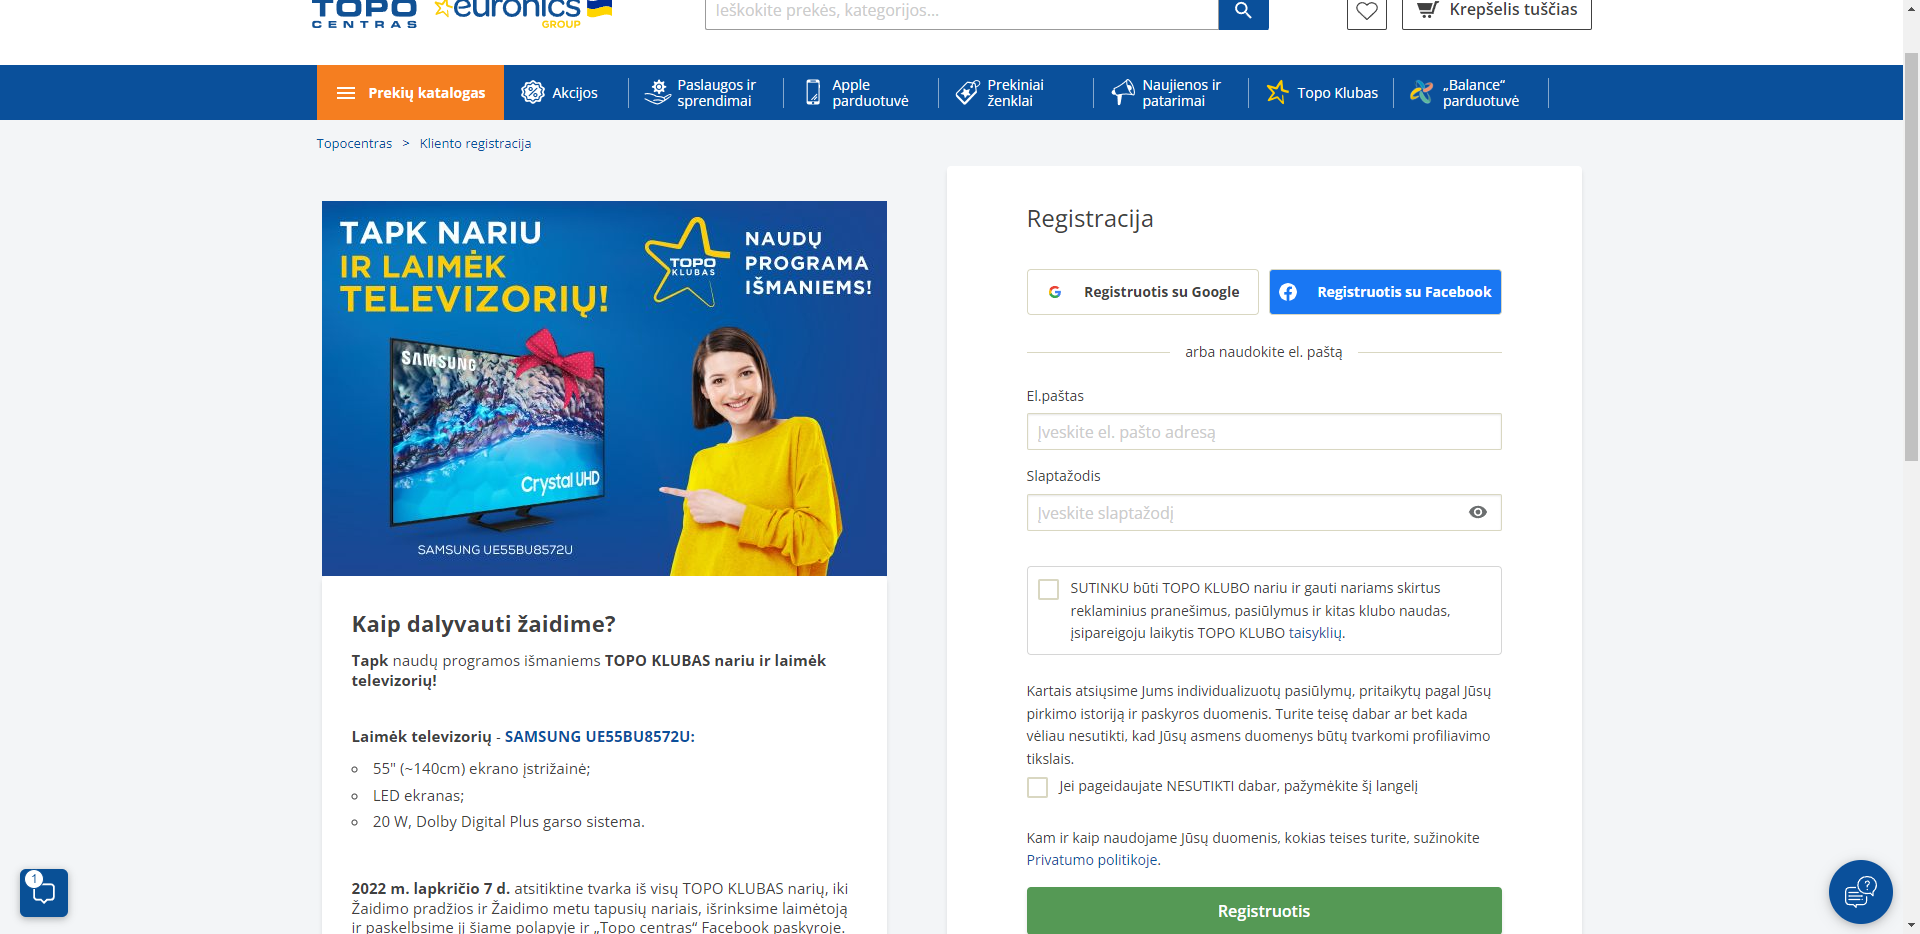 TOPO
CENTRAS
euronics
GROUP
Ieškokite prekės, kategorijos...
Krepšelis tuščias
Prekių katalogas
Akcijos
Paslaugos ir
sprendimai
Apple
parduotuvė
Prekiniai
ženklai
Naujienos ir
patarimai
Topo Klubas
„Balance“
parduotuvė
Topocentras > Kliento registracija
TAPK NARIU
IR LAIMĖK
TELEVIZORIŲ!
TOPO
KLUBAS
NAUDŲ
PROGRAMA
IŠMANIEMS!
SAMSUNG
Crystal UHD
SAMSUNG UE55BU8572U
Kaip dalyvauti žaidime?
Tapk naudų programos išmaniems TOPO KLUBAS nariu ir laimėk
televizorių!
Laimėk televizorių - SAMSUNG UE55BU8572U:
55" (~140cm) ekrano įstrižainė;
LED ekranas;
20 W, Dolby Digital Plus garso sistema.
2022 m. lapkričio 7 d. atsitiktine tvarka iš visų TOPO KLUBAS narių, iki
Žaidimo pradžios ir Žaidimo metu tapusių nariais, išrinksime laimėtoją
ir paskelbsime jį šiame polapyje ir „Topo centras“ Facebook paskyroje.
Registracija
Registruotis su Google
Registruotis su Facebook
arba naudokite el. paštą
El.paštas
Įveskite el. pašto adresą
Slaptažodis
Įveskite slaptažodį
SUTINKU būti TOPO KLUBO nariu ir gauti nariams skirtus
reklaminius pranešimus, pasiūlymus ir kitas klubo naudas,
įsipareigoju laikytis TOPO KLUBO taisyklių.
Kartais atsiųsime Jums individualizuotų pasiūlymų, pritaikytų pagal Jūsų
pirkimo istoriją ir paskyros duomenis. Turite teisę dabar ar bet kada
vėliau nesutikti, kad Jūsų asmens duomenys būtų tvarkomi profiliavimo
tikslais.
Jei pageidaujate NESUTIKTI dabar, pažymėkite šį langelį
Kam ir kaip naudojame Jūsų duomenis, kokias teises turite, sužinokite
Privatumo politikoje.
Registruotis
1
?